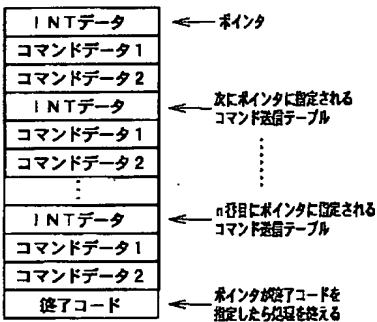 INTデータ
ポインタ
コマンドデータ1
コマンドデータ2
INTデータ
次にポインタに設定される
コマンド送信テーブル
コマンドデータ1
コマンドデータ2
INTデータ
n番目にポインタに設定される
コマンド送信テーブル
コマンドデータ1
コマンドデータ2
終了コード
ポインタが終了コードを
指定したら処理を終える